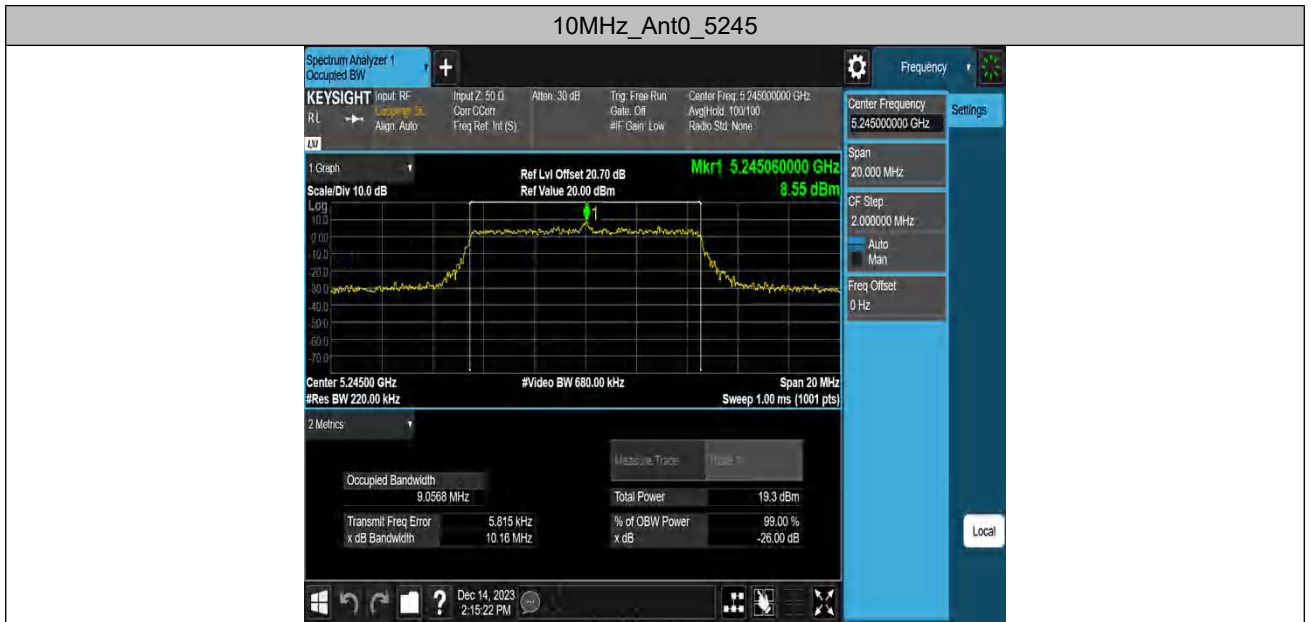 10MHz_Ant0_5245
Spectrum Analyzer 1
Occupied BW
+
Frequency
KEYSIGHT
Input: RF
Input Z: 50 Ω
Atten: 30 dB
Trig: Free Run
Center Freq: 5.245000000 GHz
RL
Corr CCorr
Gate: Off
Avg|Hold: 100/100
Align: Auto
Freq Ref: Int (S)
#IF Gain: Low
Radio Std: None
LXI
Center Frequency
5.245000000 GHz
Settings
Span
20.000 MHz
CF Step
2.000000 MHz
Auto
Man
Freq Offset
0 Hz
1 Graph
Ref Lvl Offset 20.70 dB
Mkr1 5.245060000 GHz
Scale/Div 10.0 dB
Ref Value 20.00 dBm
8.55 dBm
Log
1
10.0
0.00
-10.0
-20.0
-30.0
-40.0
-50.0
-60.0
-70.0
Center 5.24500 GHz
#Video BW 680.00 kHz
Span 20 MHz
#Res BW 220.00 kHz
Sweep 1.00 ms (1001 pts)
2 Metrics
Measure Trace
Trace 1
Occupied Bandwidth
9.0568 MHz
Total Power
19.3 dBm
Transmit Freq Error
5.815 kHz
% of OBW Power
99.00 %
x dB Bandwidth
10.16 MHz
x dB
-26.00 dB
Local
?
Dec 14, 2023
2:15:22 PM